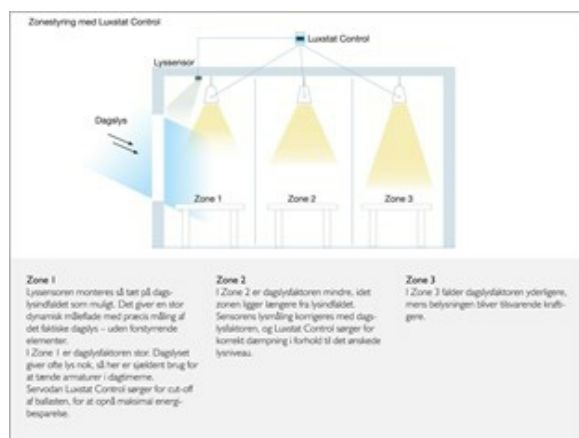 Zonestyring med Luxstat Control
Luxstat Control
Lyssensor
Dagslys
Zone 1
Zone 2
Zone 3
Zone 1
Lyssensoren monteres så tæt på dags-
lysindfaldet som muligt. Det giver en stor
dynamisk måleflade med præcis måling af
det faktiske dagslys – uden forstyrrende
elementer.
I Zone 1 er dagslysfaktoren stor. Dagslyset
giver ofte lys nok, så her er sjældent brug for
at tænde armaturer i dagtimerne.
Servodan Luxstat Control sørger for cut-off
af ballasten, for at opnå maksimal energi-
besparelse.
Zone 2
I Zone 2 er dagslysfaktoren mindre, idet
zonen ligger længere fra lysindfaldet.
Sensorens lysmåling korrigeres med dags-
lysfaktoren, og Luxstat Control sørger for
korrekt dæmpning i forhold til det ønskede
lysniveau.
Zone 3
I Zone 3 falder dagslysfaktoren yderligere,
mens belysningen bliver tilsvarende kraft-
gere.